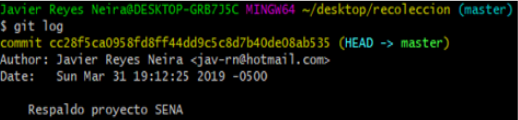 Javier Reyes Neira@DESKTOP-GRB7J5C MINGW64 ~/desktop/recoleccion (master)
$ git log
commit cc28f5ca0958fd8ff44dd9c5c8d7b40de08ab535 (HEAD -> master)
Author: Javier Reyes Neira <jav-rn@hotmail.com>
Date:   Sun Mar 31 19:12:25 2019 -0500
    Respaldo proyecto SENA